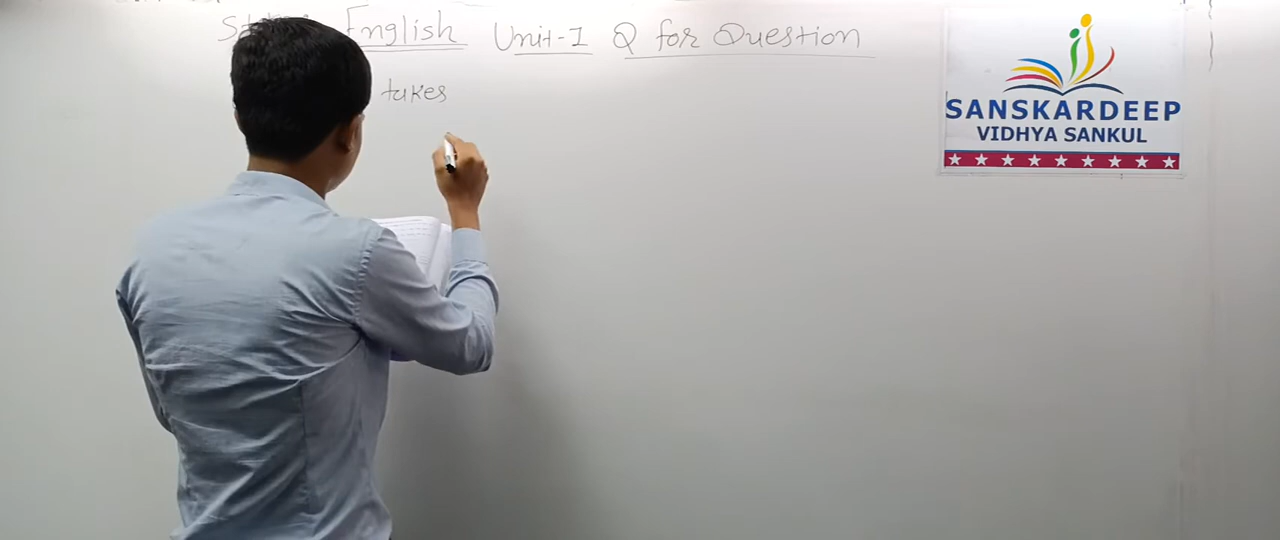 English Unit-1 Q for Question
takes
SANSKARDEEP
VIDHYA SANKUL